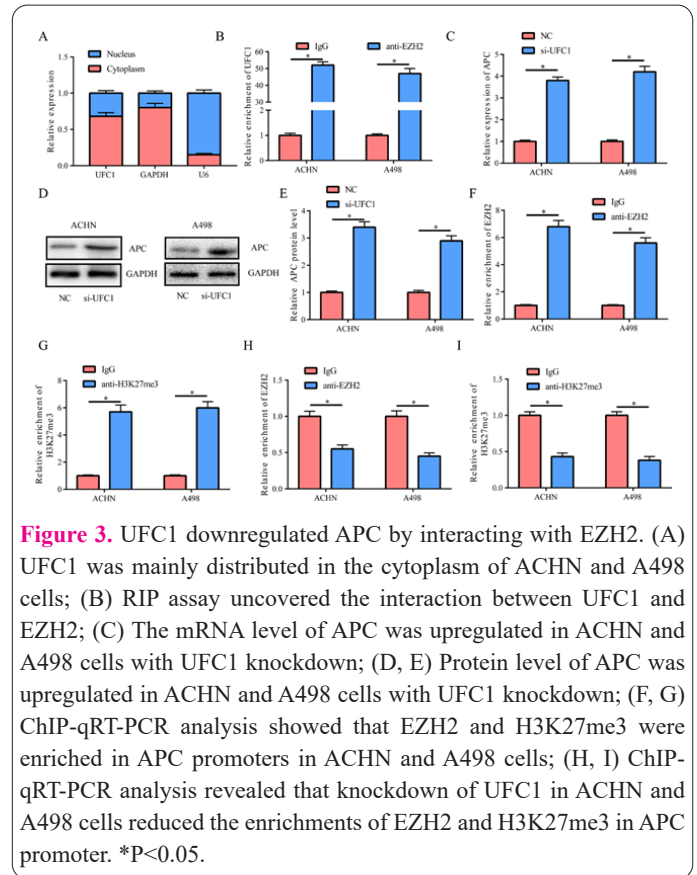 A
Nucleus
Cytoplasm
Relative expression
1.5
1.0
0.5
0.0
UFC1 GAPDH U6
B
IgG anti-EZH2
Relative enrichment of UFC1
60
50
40
30
2
1
0
* *
ACHN A498
C
NC
si-UFC1
Relative expression of APC
6
4
2
0
* *
ACHN A498
D
ACHN A498
APC APC
GAPDH GAPDH
NC si-UFC1 NC si-UFC1
E
NC
si-UFC1
Relative APC protein level
4
3
2
1
0
* *
ACHN A498
F
IgG
anti-EZH2
Relative enrichment of EZH2
8
6
4
2
0
* *
ACHN A498
G
IgG
anti-H3K27me3
Relative enrichment of
H3K27me3
8
6
4
2
0
* *
ACHN A498
H
IgG
anti-EZH2
Relative enrichment of EZH2
1.5
1.0
0.5
0.0
* *
ACHN A498
I
IgG
anti-H3K27me3
Relative enrichment of
H3K27me3
1.5
1.0
0.5
0.0
* *
ACHN A498
Figure 3. UFC1 downregulated APC by interacting with EZH2. (A)
UFC1 was mainly distributed in the cytoplasm of ACHN and A498
cells; (B) RIP assay uncovered the interaction between UFC1 and
EZH2; (C) The mRNA level of APC was upregulated in ACHN and
A498 cells with UFC1 knockdown; (D, E) Protein level of APC was
upregulated in ACHN and A498 cells with UFC1 knockdown; (F, G)
ChIP-qRT-PCR analysis showed that EZH2 and H3K27me3 were
enriched in APC promoters in ACHN and A498 cells; (H, I) ChIP-
qRT-PCR analysis revealed that knockdown of UFC1 in ACHN and
A498 cells reduced the enrichments of EZH2 and H3K27me3 in APC
promoter. *P<0.05.